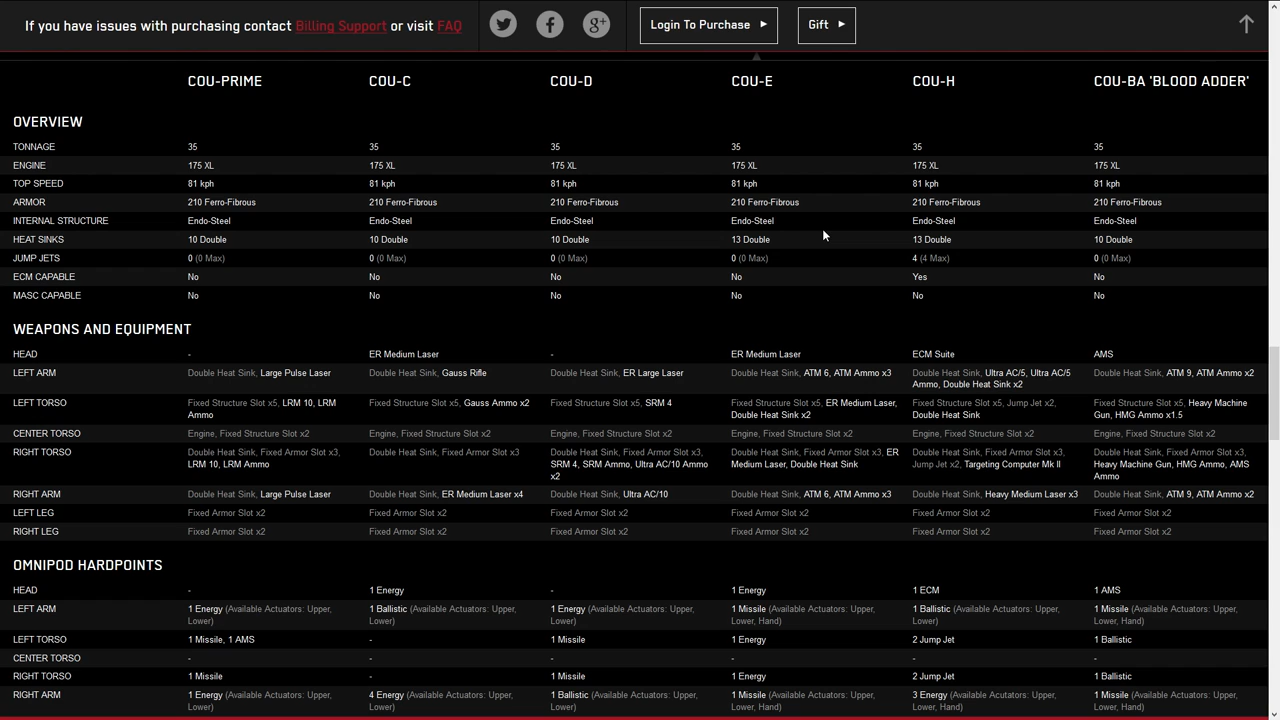 If you have issues with purchasing contact Billing Support or visit FAQ
Login To Purchase
Gift
COU-PRIME COU-C COU-D COU-E COU-H COU-BA 'BLOOD ADDER'
OVERVIEW
TONNAGE 35 35 35 35 35 35
ENGINE 175 XL 175 XL 175 XL 175 XL 175 XL 175 XL
TOP SPEED 81 kph 81 kph 81 kph 81 kph 81 kph 81 kph
ARMOR 210 Ferro-Fibrous 210 Ferro-Fibrous 210 Ferro-Fibrous 210 Ferro-Fibrous 210 Ferro-Fibrous 210 Ferro-Fibrous
INTERNAL STRUCTURE Endo-Steel Endo-Steel Endo-Steel Endo-Steel Endo-Steel Endo-Steel
HEAT SINKS 10 Double 10 Double 10 Double 13 Double 13 Double 10 Double
JUMP JETS 0 (0 Max) 0 (0 Max) 0 (0 Max) 0 (0 Max) 4 (4 Max) 0 (0 Max)
ECM CAPABLE No No No No Yes No
MASC CAPABLE No No No No No No
WEAPONS AND EQUIPMENT
HEAD - ER Medium Laser - ER Medium Laser ECM Suite AMS
LEFT ARM Double Heat Sink, Large Pulse Laser Double Heat Sink, Gauss Rifle Double Heat Sink, ER Large Laser Double Heat Sink, ATM 6, ATM Ammo x3 Double Heat Sink, Ultra AC/5, Ultra AC/5 Double Heat Sink, ATM 9, ATM Ammo x2
Ammo, Double Heat Sink x2
LEFT TORSO Fixed Structure Slot x5, LRM 10, LRM Fixed Structure Slot x5, Gauss Ammo x2 Fixed Structure Slot x5, SRM 4 Fixed Structure Slot x5, ER Medium Laser, Fixed Structure Slot x5, Jump Jet x2, Fixed Structure Slot x5, Heavy Machine
Ammo Double Heat Sink x2 Double Heat Sink Gun, HMG Ammo x1.5
CENTER TORSO Engine, Fixed Structure Slot x2 Engine, Fixed Structure Slot x2 Engine, Fixed Structure Slot x2 Engine, Fixed Structure Slot x2 Engine, Fixed Structure Slot x2 Engine, Fixed Structure Slot x2
RIGHT TORSO Double Heat Sink, Fixed Armor Slot x3, Double Heat Sink, Fixed Armor Slot x3 Double Heat Sink, Fixed Armor Slot x3, Double Heat Sink, Fixed Armor Slot x3, ER Double Heat Sink, Fixed Armor Slot x3, Double Heat Sink, Fixed Armor Slot x3,
LRM 10, LRM Ammo SRM 4, SRM Ammo, Ultra AC/10 Ammo Medium Laser, Double Heat Sink Jump Jet x2, Targeting Computer Mk II Heavy Machine Gun, HMG Ammo, AMS
x2 Ammo
RIGHT ARM Double Heat Sink, Large Pulse Laser Double Heat Sink, ER Medium Laser x4 Double Heat Sink, Ultra AC/10 Double Heat Sink, ATM 6, ATM Ammo x3 Double Heat Sink, Heavy Medium Laser x3 Double Heat Sink, ATM 9, ATM Ammo x2
LEFT LEG Fixed Armor Slot x2 Fixed Armor Slot x2 Fixed Armor Slot x2 Fixed Armor Slot x2 Fixed Armor Slot x2 Fixed Armor Slot x2
RIGHT LEG Fixed Armor Slot x2 Fixed Armor Slot x2 Fixed Armor Slot x2 Fixed Armor Slot x2 Fixed Armor Slot x2 Fixed Armor Slot x2
OMNIPOD HARDPOINTS
HEAD - 1 Energy - 1 Energy 1 ECM 1 AMS
LEFT ARM 1 Energy (Available Actuators: Upper, 1 Ballistic (Available Actuators: Upper, 1 Energy (Available Actuators: Upper, 1 Missile (Available Actuators: Upper, 1 Ballistic (Available Actuators: Upper, 1 Missile (Available Actuators: Upper,
Lower) Lower) Lower) Lower, Hand) Lower) Lower, Hand)
LEFT TORSO 1 Missile, 1 AMS - 1 Missile 1 Energy 2 Jump Jet 1 Ballistic
CENTER TORSO - - - - - -
RIGHT TORSO 1 Missile - 1 Missile 1 Energy 2 Jump Jet 1 Ballistic
RIGHT ARM 1 Energy (Available Actuators: Upper, 4 Energy (Available Actuators: Upper, 1 Ballistic (Available Actuators: Upper, 1 Missile (Available Actuators: Upper, 3 Energy (Available Actuators: Upper, 1 Missile (Available Actuators: Upper,
Lower) Lower) Lower) Lower, Hand) Lower, Hand) Lower, Hand)